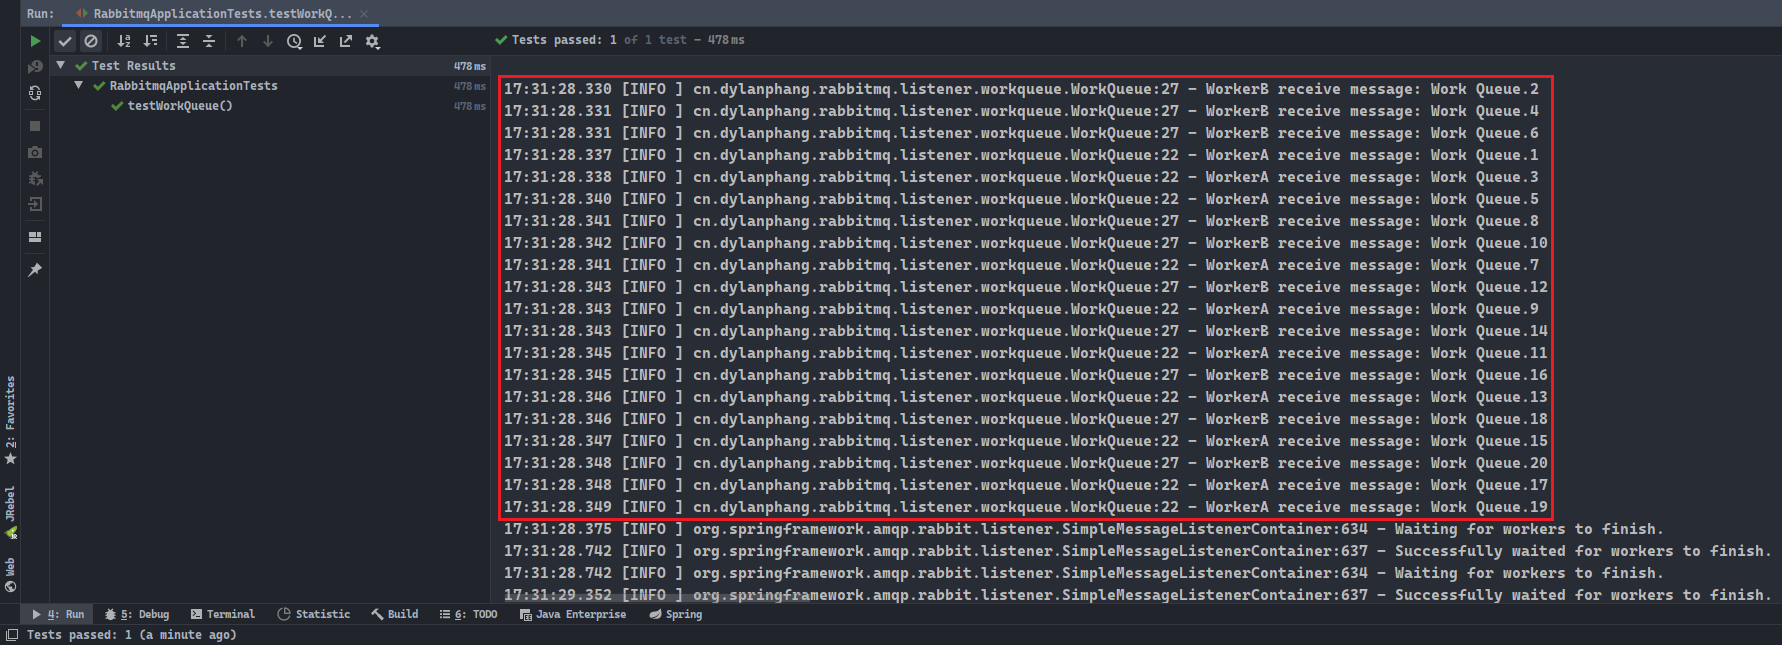 Run: RabbitmqApplicationTests.testWorkQ...
Tests passed: 1 of 1 test – 478 ms
Test Results 478 ms
RabbitmqApplicationTests 478 ms
testWorkQueue() 478 ms
17:31:28.330 [INFO ] cn.dylanphang.rabbitmq.listener.workqueue.WorkQueue:27 - WorkerB receive message: Work Queue.2
17:31:28.331 [INFO ] cn.dylanphang.rabbitmq.listener.workqueue.WorkQueue:27 - WorkerB receive message: Work Queue.4
17:31:28.331 [INFO ] cn.dylanphang.rabbitmq.listener.workqueue.WorkQueue:27 - WorkerB receive message: Work Queue.6
17:31:28.337 [INFO ] cn.dylanphang.rabbitmq.listener.workqueue.WorkQueue:22 - WorkerA receive message: Work Queue.1
17:31:28.338 [INFO ] cn.dylanphang.rabbitmq.listener.workqueue.WorkQueue:22 - WorkerA receive message: Work Queue.3
17:31:28.340 [INFO ] cn.dylanphang.rabbitmq.listener.workqueue.WorkQueue:22 - WorkerA receive message: Work Queue.5
17:31:28.341 [INFO ] cn.dylanphang.rabbitmq.listener.workqueue.WorkQueue:27 - WorkerB receive message: Work Queue.8
17:31:28.342 [INFO ] cn.dylanphang.rabbitmq.listener.workqueue.WorkQueue:27 - WorkerB receive message: Work Queue.10
17:31:28.341 [INFO ] cn.dylanphang.rabbitmq.listener.workqueue.WorkQueue:22 - WorkerA receive message: Work Queue.7
17:31:28.343 [INFO ] cn.dylanphang.rabbitmq.listener.workqueue.WorkQueue:27 - WorkerB receive message: Work Queue.12
17:31:28.343 [INFO ] cn.dylanphang.rabbitmq.listener.workqueue.WorkQueue:22 - WorkerA receive message: Work Queue.9
17:31:28.343 [INFO ] cn.dylanphang.rabbitmq.listener.workqueue.WorkQueue:27 - WorkerB receive message: Work Queue.14
17:31:28.345 [INFO ] cn.dylanphang.rabbitmq.listener.workqueue.WorkQueue:22 - WorkerA receive message: Work Queue.11
17:31:28.345 [INFO ] cn.dylanphang.rabbitmq.listener.workqueue.WorkQueue:27 - WorkerB receive message: Work Queue.16
17:31:28.346 [INFO ] cn.dylanphang.rabbitmq.listener.workqueue.WorkQueue:22 - WorkerA receive message: Work Queue.13
17:31:28.346 [INFO ] cn.dylanphang.rabbitmq.listener.workqueue.WorkQueue:27 - WorkerB receive message: Work Queue.18
17:31:28.347 [INFO ] cn.dylanphang.rabbitmq.listener.workqueue.WorkQueue:22 - WorkerA receive message: Work Queue.15
17:31:28.348 [INFO ] cn.dylanphang.rabbitmq.listener.workqueue.WorkQueue:27 - WorkerB receive message: Work Queue.20
17:31:28.348 [INFO ] cn.dylanphang.rabbitmq.listener.workqueue.WorkQueue:22 - WorkerA receive message: Work Queue.17
17:31:28.349 [INFO ] cn.dylanphang.rabbitmq.listener.workqueue.WorkQueue:22 - WorkerA receive message: Work Queue.19
17:31:28.375 [INFO ] org.springframework.amqp.rabbit.listener.SimpleMessageListenerContainer:634 - Waiting for workers to finish.
17:31:28.742 [INFO ] org.springframework.amqp.rabbit.listener.SimpleMessageListenerContainer:637 - Successfully waited for workers to finish.
17:31:28.742 [INFO ] org.springframework.amqp.rabbit.listener.SimpleMessageListenerContainer:634 - Waiting for workers to finish.
17:31:29.352 [INFO ] org.springframework.amqp.rabbit.listener.SimpleMessageListenerContainer:637 - Successfully waited for workers to finish.
2: Favorites
JRebel
Web
4: Run 5: Debug Terminal Statistic Build 6: TODO Java Enterprise Spring
Tests passed: 1 (a minute ago)